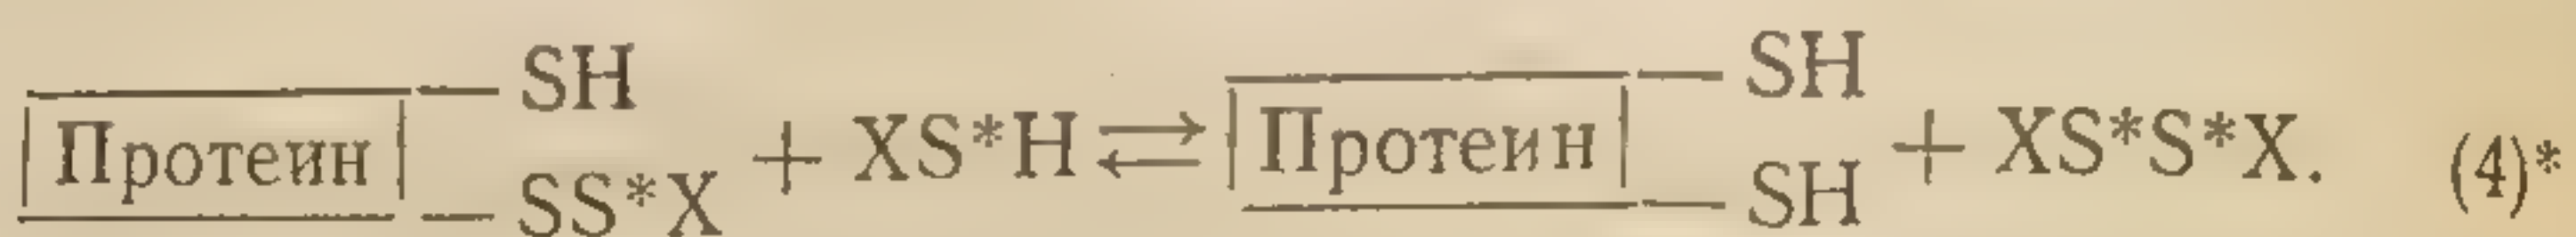 SH SH
Протеин + XS*H ⇄ Протеин + XS*S*X. (4)*
SS*X SH